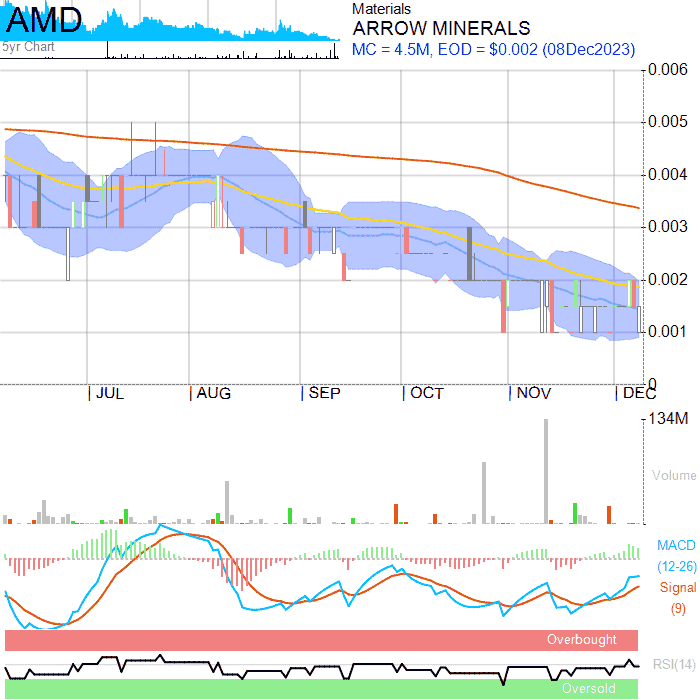 AMD
5yr Chart
Materials
ARROW MINERALS
MC = 4.5M, EOD = $0.002 (08Dec2023)
0.006
0.005
0.004
0.003
0.002
0.001
0
JUL AUG SEP OCT NOV DEC
134M
Volume
MACD
(12-26)
Signal
(9)
Overbought
RSI(14)
Oversold